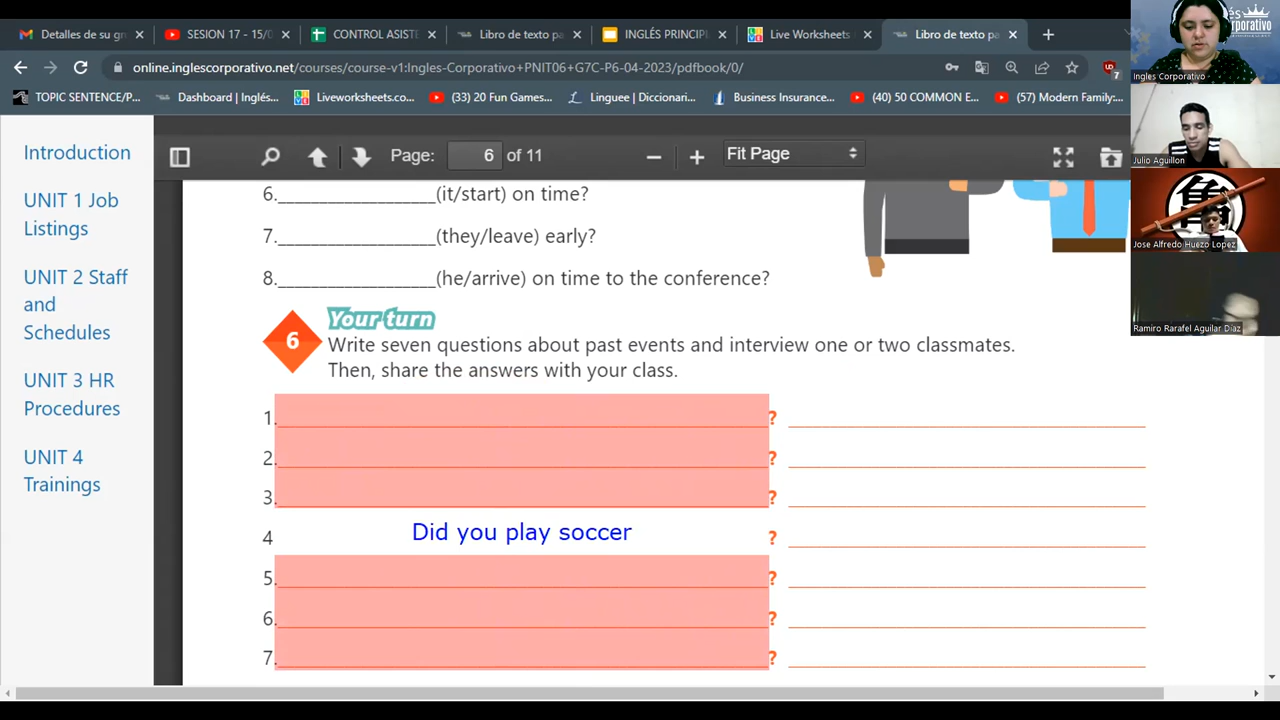 Detalles de su gn
SESION 17 - 15/0
CONTROL ASISTE
Libro de texto pa
INGLÉS PRINCIPI
Live Worksheets
Libro de texto pa
online.inglescorporativo.net/courses/course-v1:Ingles-Corporativo+PNIT06+G7C-P6-04-2023/pdfbook/0/
TOPIC SENTENCE/P...
Dashboard | Inglés...
Liveworksheets.co...
(33) 20 Fun Games...
Linguee | Diccionari...
Business Insurance...
(40) 50 COMMON E...
(57) Modern Family:...
Ingles Corporativo
Julio Aguillon
Jose Alfredo Huezo Lopez
Ramiro Rarafel Aguilar Diaz
Introduction
UNIT 1 Job
Listings
UNIT 2 Staff
and
Schedules
UNIT 3 HR
Procedures
UNIT 4
Trainings
Page: 6 of 11
Fit Page
6.___________________(it/start) on time?
7.___________________(they/leave) early?
8.___________________(he/arrive) on time to the conference?
6 Your turn
Write seven questions about past events and interview one or two classmates.
Then, share the answers with your class.
1. ?
2. ?
3. ?
4 Did you play soccer ?
5. ?
6. ?
7. ?